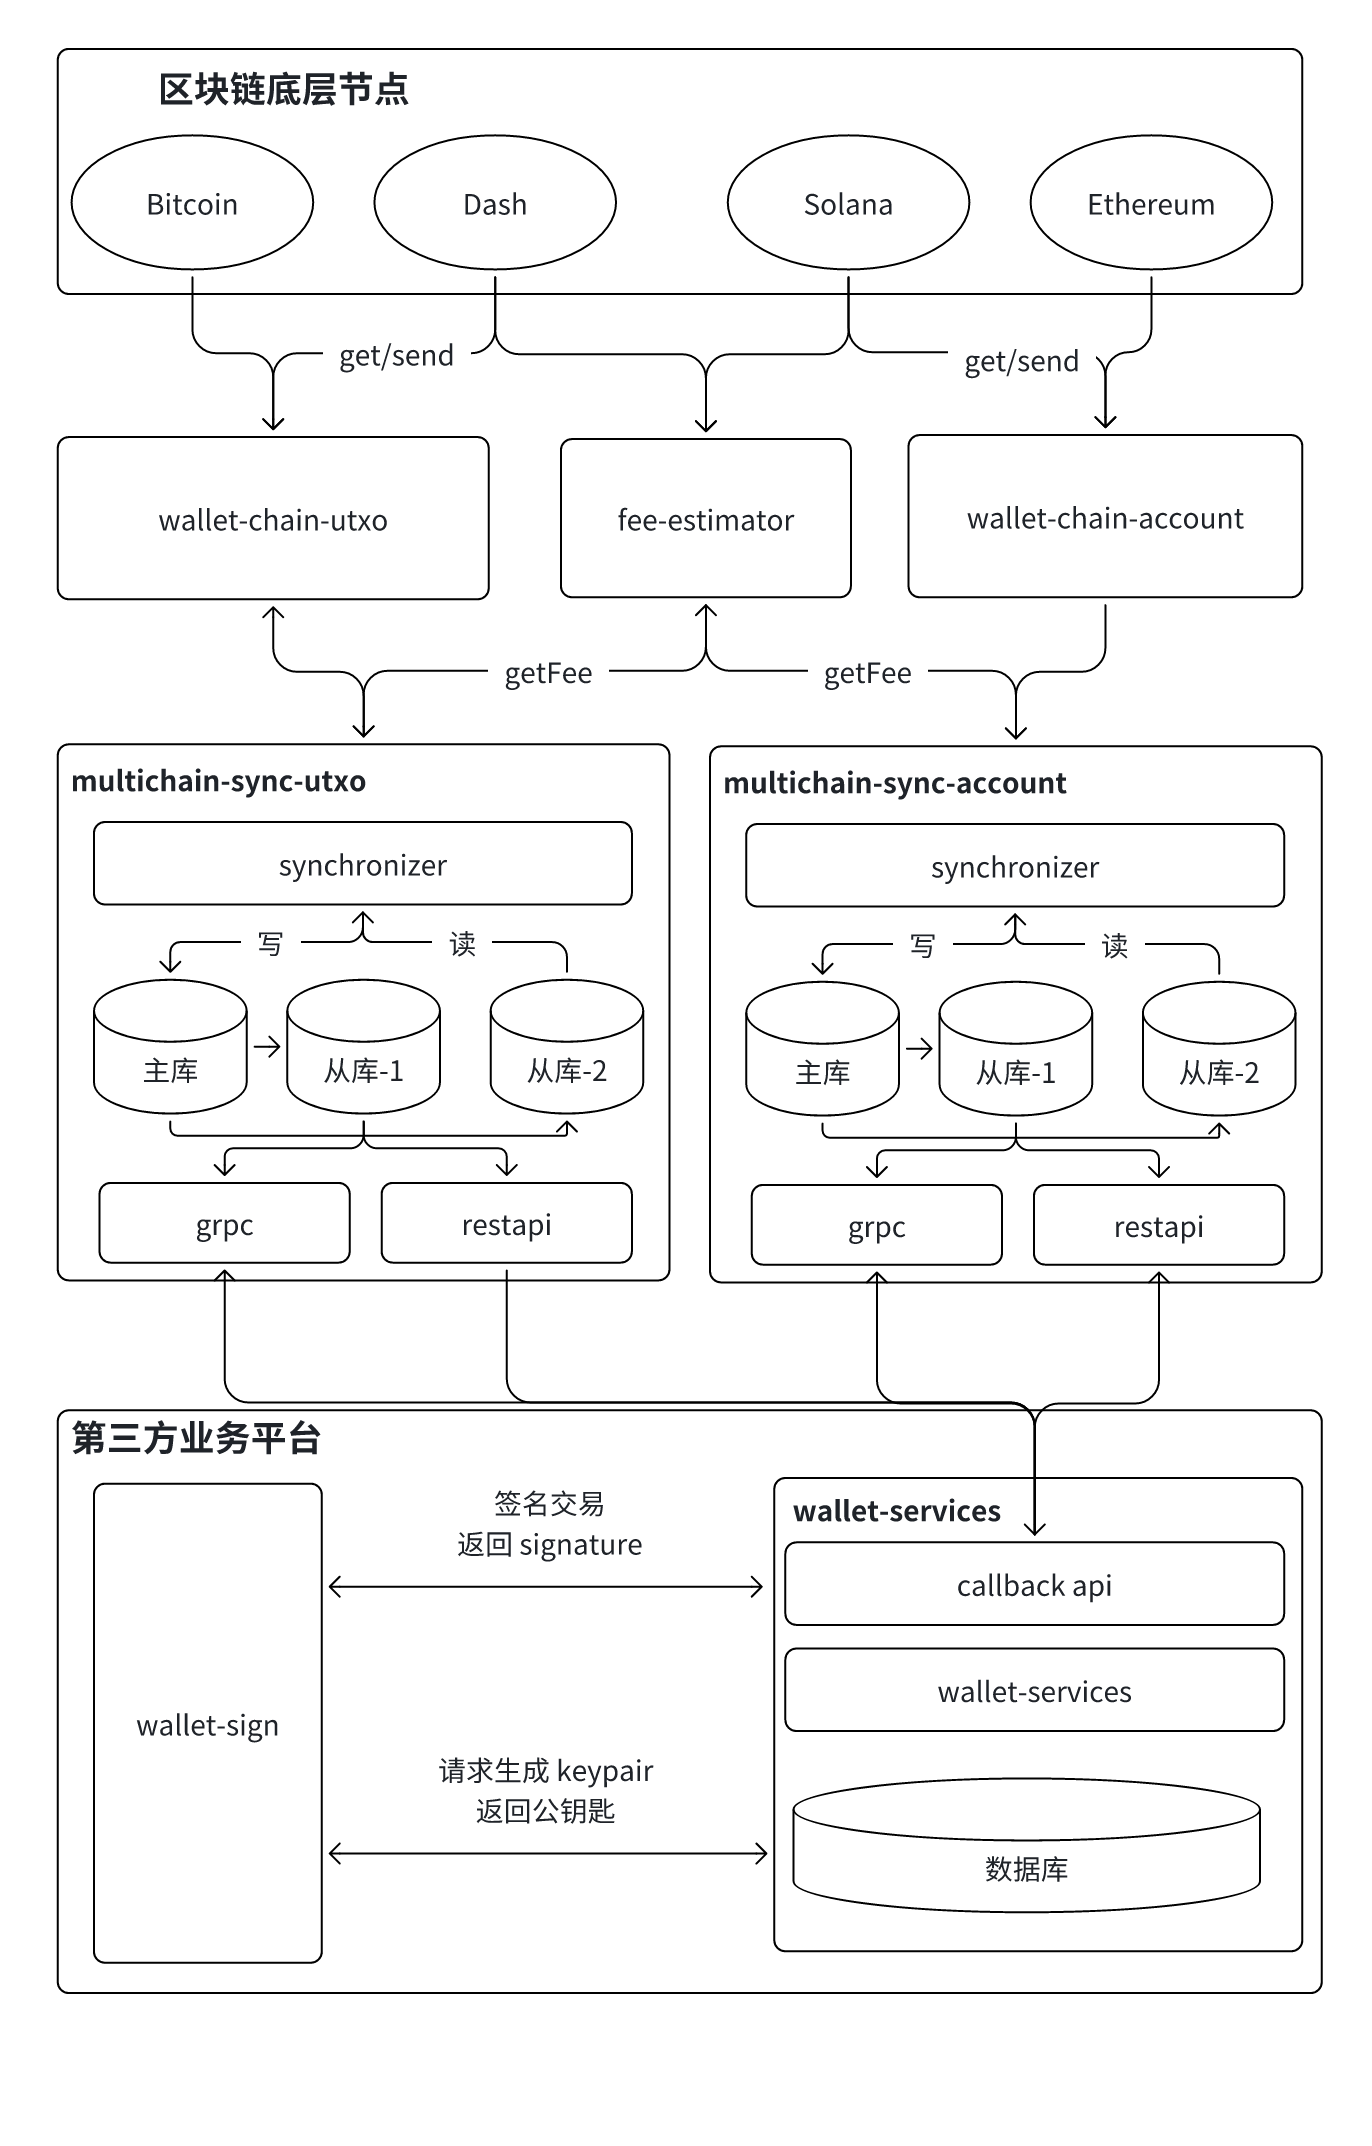 区块链底层节点
Bitcoin
Dash
Solana
Ethereum
get/send
get/send
wallet-chain-utxo
fee-estimator
wallet-chain-account
getFee
getFee
multichain-sync-utxo
synchronizer
写
读
主库
从库-1
从库-2
grpc
restapi
multichain-sync-account
synchronizer
写
读
主库
从库-1
从库-2
grpc
restapi
第三方业务平台
wallet-sign
签名交易
返回 signature
请求生成 keypair
返回公钥匙
wallet-services
callback api
wallet-services
数据库